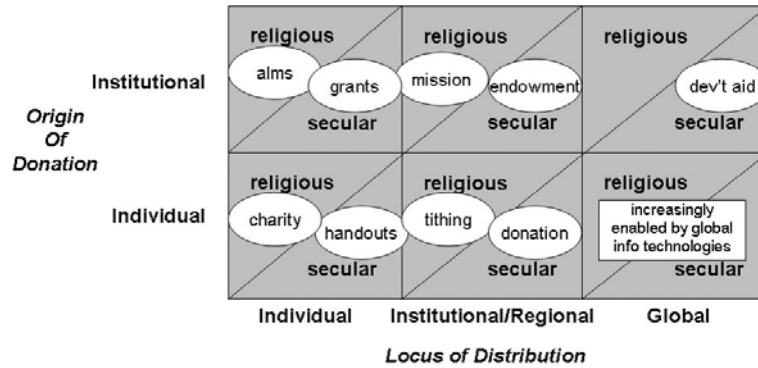 religious
religious
religious
Institutional
alms
grants
mission
endowment
dev't aid
secular
secular
secular
Origin
Of
Donation
religious
religious
religious
Individual
charity
handouts
tithing
donation
increasingly
enabled by global
info technologies
secular
secular
secular
Individual
Institutional/Regional
Global
Locus of Distribution